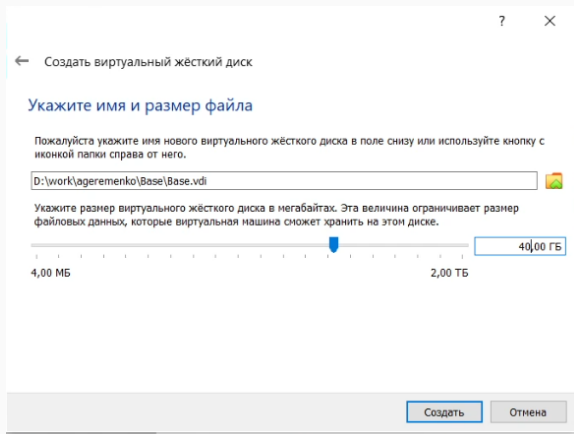 ?
Создать виртуальный жёсткий диск
Укажите имя и размер файла
Пожалуйста укажите имя нового виртуального жёсткого диска в поле снизу или используйте кнопку с
иконкой папки справа от него.
D:\work\ageremenko\Base\Base.vdi
Укажите размер виртуального жёсткого диска в мегабайтах. Эта величина ограничивает размер
файловых данных, которые виртуальная машина сможет хранить на этом диске.
40,00 ГБ
4,00 МБ 2,00 ТБ
Создать Отмена